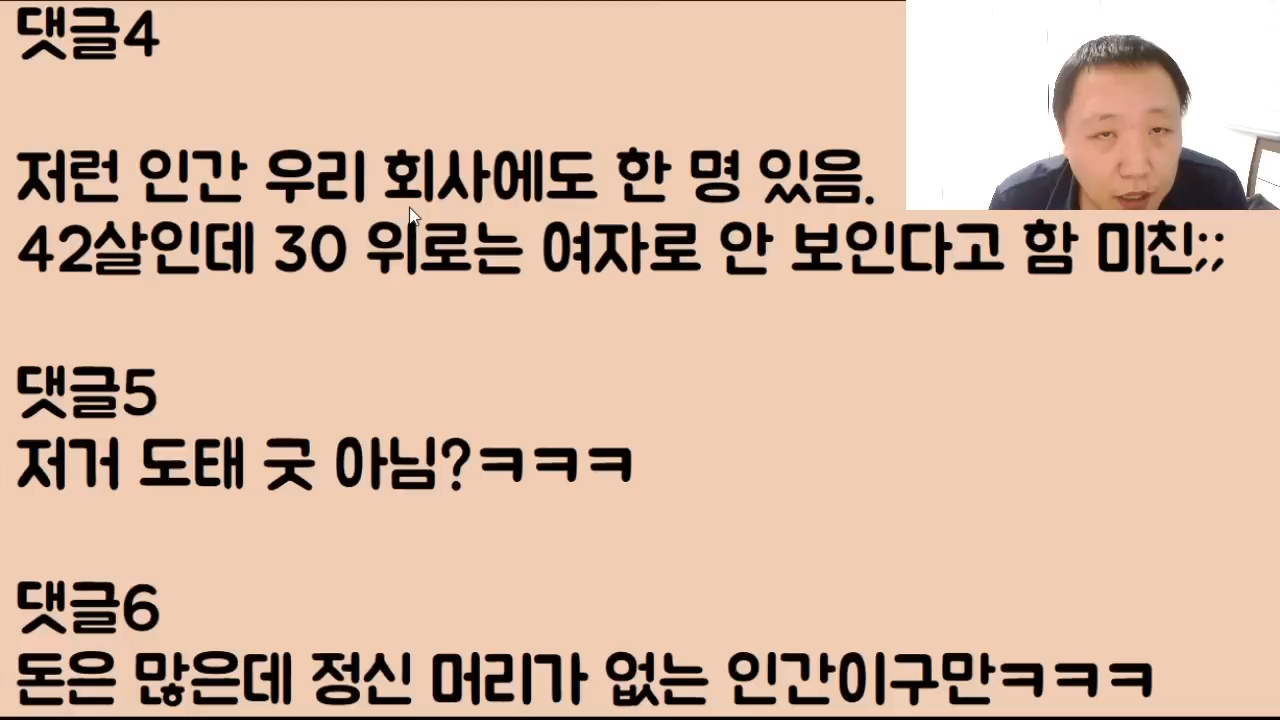 댓글4
저런 인간 우리 회사에도 한 명 있음.
42살인데 30 위로는 여자로 안 보인다고 함 미친;;
댓글5
저거 도태 굿 아님?ㅋㅋㅋ
댓글6
돈은 많은데 정신 머리가 없는 인간이구만ㅋㅋㅋ